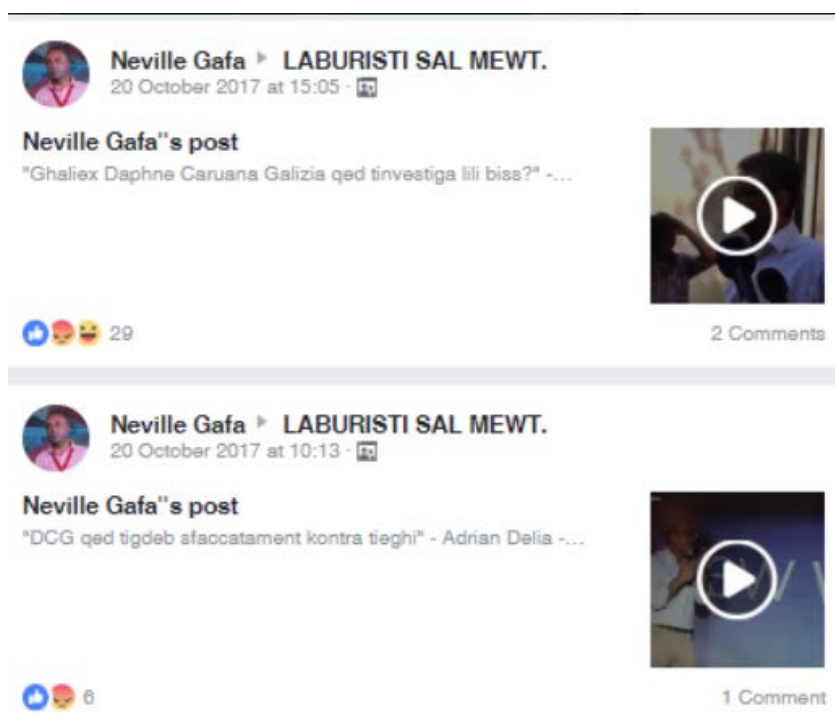 Neville Gafa ▸ LABURISTI SAL MEWT.
20 October 2017 at 15:05 ·
Neville Gafa"s post
"Ghaliex Daphne Caruana Galizia qed tinvestiga lili biss?" -...
29
2 Comments
Neville Gafa ▸ LABURISTI SAL MEWT.
20 October 2017 at 10:13 ·
Neville Gafa"s post
"DCG qed tigdeb sfaccatament kontra tieghi" - Adrian Delia -...
6
1 Comment